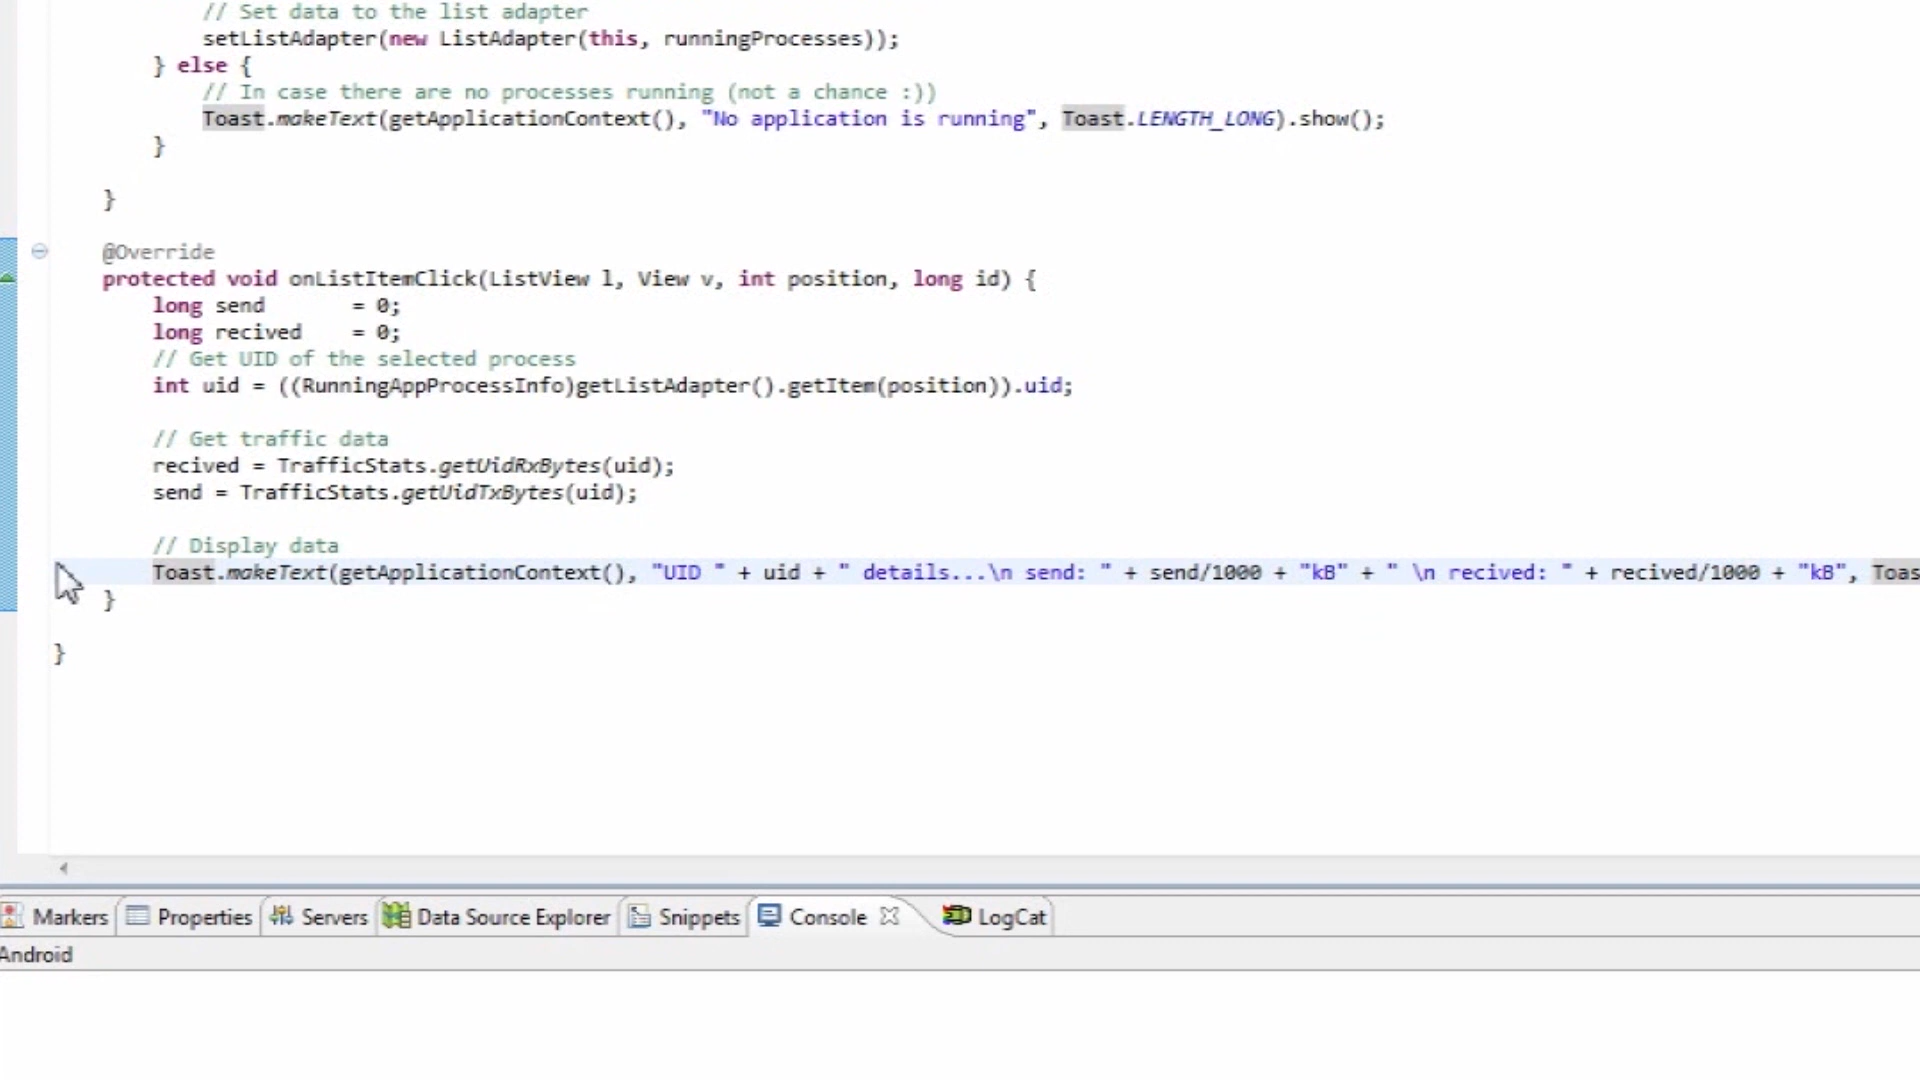 // Set data to the list adapter
setListAdapter(new ListAdapter(this, runningProcesses));
} else {
// In case there are no processes running (not a chance :))
Toast.makeText(getApplicationContext(), "No application is running", Toast.LENGTH_LONG).show();
}
}
@Override
protected void onListItemClick(ListView l, View v, int position, long id) {
long send = 0;
long recived = 0;
// Get UID of the selected process
int uid = ((RunningAppProcessInfo)getListAdapter().getItem(position)).uid;
// Get traffic data
recived = TrafficStats.getUidRxBytes(uid);
send = TrafficStats.getUidTxBytes(uid);
// Display data
Toast.makeText(getApplicationContext(), "UID " + uid + " details...\n send: " + send/1000 + "kB" + " \n recived: " + recived/1000 + "kB", Toas
}
}
Markers Properties Servers Data Source Explorer Snippets Console LogCat
Android